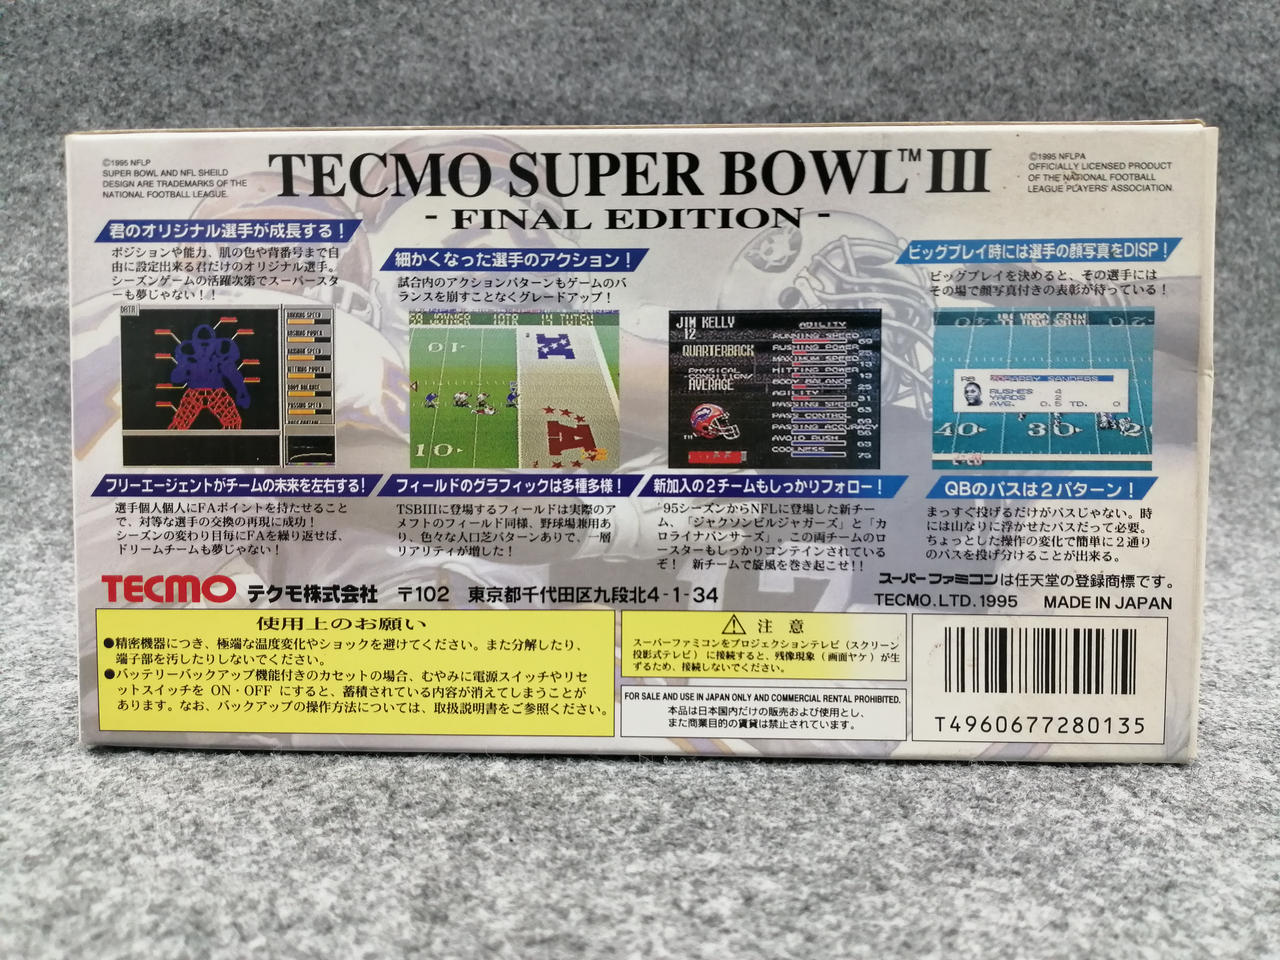 ©1995 NFLP
SUPER BOWL AND NFL SHEILD
DESIGN ARE TRADEMARKS OF THE
NATIONAL FOOTBALL LEAGUE.
TECMO SUPER BOWL™ III
- FINAL EDITION -
©1995 NFLPA
OFFICIALLY LICENSED PRODUCT
OF THE NATIONAL FOOTBALL
LEAGUE PLAYERS' ASSOCIATION.
君のオリジナル選手が成長する!
ポジションや能力、肌の色や背番号まで自
由に設定出来る君だけのオリジナル選手。
シーズンゲームの活躍次第でスーパースタ
ーも夢じゃない!!
細かくなった選手のアクション!
試合内のアクションパターンもゲームのバ
ランスを崩すことなくグレードアップ!
ビッグプレイ時には選手の顔写真をDISP!
ビッグプレイを決めると、その選手には
その場で顔写真付きの表彰が待っている!
DATA
RUNNING SPEED
RUSHING POWER
MAXIMUM SPEED
HITTING POWER
BODY BALANCE
PASSING SPEED
10
10
A
JIM KELLY
12
QUARTERBACK
PHYSICAL
CONDITION/
AVERAGE
ABILITY
RUNNING SPEED
69
RUSHING POWER
25
MAXIMUM SPEED
13
HITTING POWER
13
BODY BALANCE
25
AGILITY
31
PASSING SPEED
63
PASS CONTROL
63
PASSING ACCURACY
56
AVOID RUSH
63
COOLNESS
75
YARD GAIN
RB BARRY SANDERS
RUSHES 4
YARDS 2
AVE. 0.5 TD. 0
40 30 2
フリーエージェントがチームの未来を左右する!
選手個人個人にFAポイントを持たせること
で、対等な選手の交換の再現に成功!
シーズンの変わり目毎にFAを繰り返せば、
ドリームチームも夢じゃない!
フィールドのグラフィックは多種多様!
TSBIIIに登場するフィールドは実際のア
メフトのフィールド同様、野球場兼用あ
り、色々な人口芝パターンありで、一層
リアリティが増した!
新加入の2チームもしっかりフォロー!
'95シーズンからNFLに登場した新チー
ム、「ジャクソンビルジャガーズ」と「カ
ロライナパンサーズ」。この両チームのロ
ースターもしっかりコンテインされている
ぞ! 新チームで旋風を巻き起こせ!!
QBのパスは2パターン!
まっすぐ投げるだけがパスじゃない。時
には山なりに浮かせたパスだって必要。
ちょっとした操作の変化で簡単に2通り
のパスを投げ分けることが出来る。
TECMO テクモ株式会社 〒102 東京都千代田区九段北4-1-34
スーパーファミコンは任天堂の登録商標です。
TECMO.LTD.1995 MADE IN JAPAN
使用上のお願い
●精密機器につき、極端な温度変化やショックを避けてください。また分解したり、
端子部を汚したりしないでください。
●バッテリーバックアップ機能付きのカセットの場合、むやみに電源スイッチやリセ
ットスイッチを ON・OFF にすると、蓄積されている内容が消えてしまうことが
あります。なお、バックアップの操作方法については、取扱説明書をご参照ください。
⚠ 注 意
スーパーファミコンをプロジェクションテレビ(スクリーン
投影式テレビ)に接続すると、残像現象(画面ヤケ)が生
ずるため、接続しないでください。
FOR SALE AND USE IN JAPAN ONLY AND COMMERCIAL RENTAL PROHIBITED.
本品は日本国内だけの販売および使用とし、
また商業目的の賃貸は禁止されています。
T4960677280135